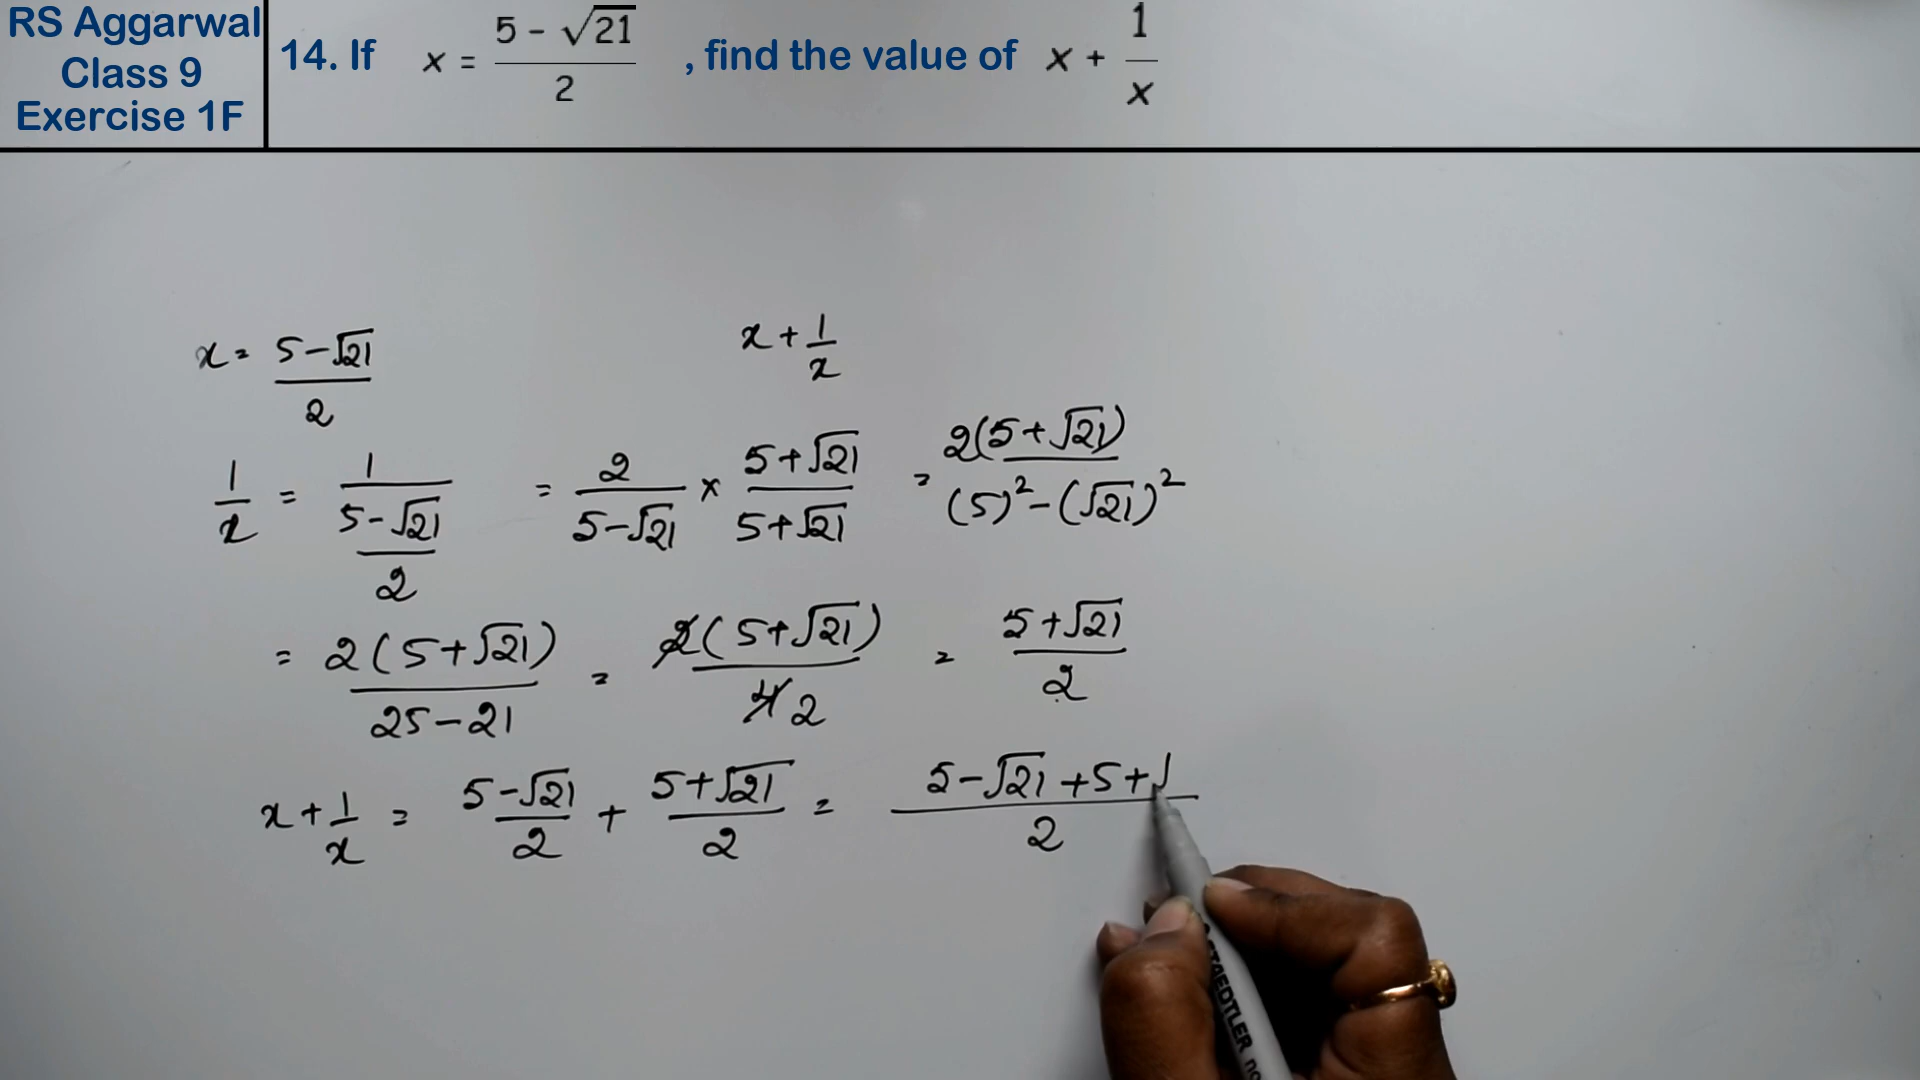 RS Aggarwal
Class 9
Exercise 1F
14. If x = (5 - √21)/2 , find the value of x + 1/x
x = (5-√21)/2
x + 1/x
1/x = 1/((5-√21)/2) = 2/(5-√21) × (5+√21)/(5+√21) = 2(5+√21)/((5)²-(√21)²)
= 2(5+√21)/(25-21) = 2(5+√21)/4 2 = (5+√21)/2
x + 1/x = (5-√21)/2 + (5+√21)/2 = (5-√21+5+√)/2
STAEDTLER